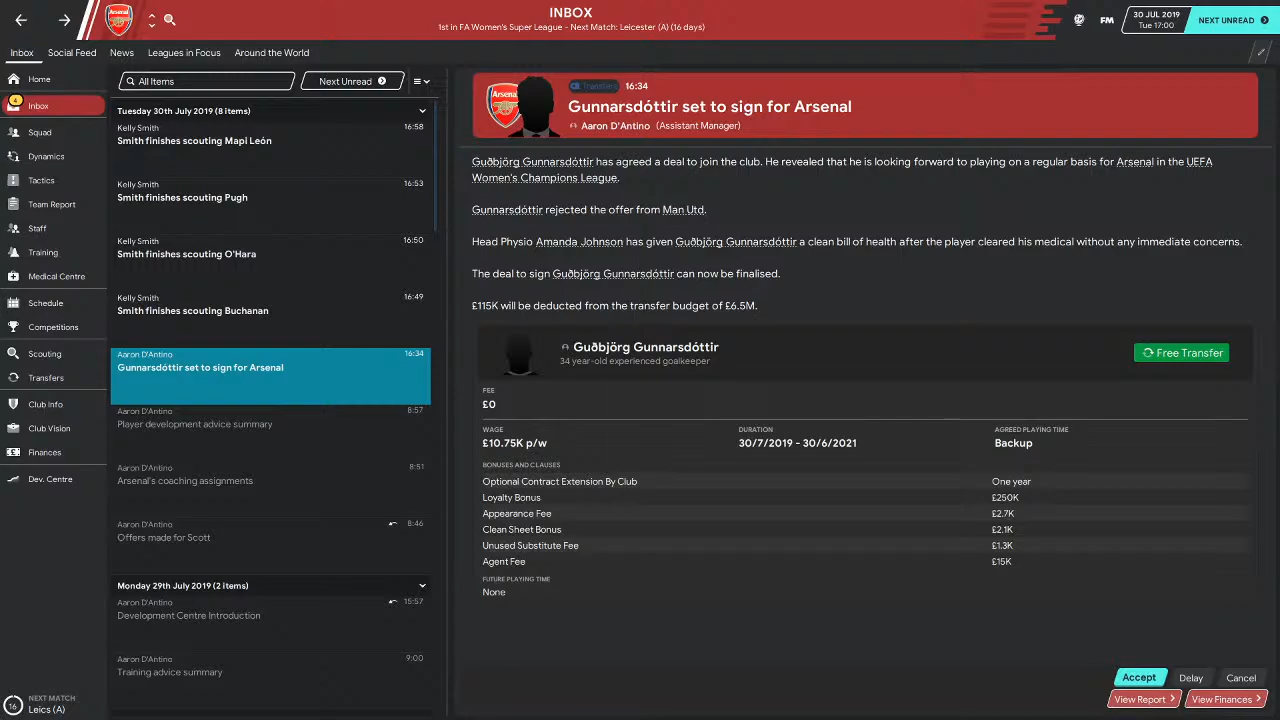 INBOX
1st in FA Women's Super League - Next Match: Leicester (A) (16 days)
FM
30 JUL 2019
Tue 17:00
NEXT UNREAD
Inbox
Social Feed
News
Leagues in Focus
Around the World
Home
4
Inbox
Squad
Dynamics
Tactics
Team Report
Staff
Training
Medical Centre
Schedule
Competitions
Scouting
Transfers
Club Info
Club Vision
Finances
Dev. Centre
16
NEXT MATCH
Leics (A)
All Items
Next Unread
Tuesday 30th July 2019 (8 items)
Kelly Smith 16:58
Smith finishes scouting Mapi León
Kelly Smith 16:53
Smith finishes scouting Pugh
Kelly Smith 16:50
Smith finishes scouting O'Hara
Kelly Smith 16:49
Smith finishes scouting Buchanan
Aaron D'Antino 16:34
Gunnarsdóttir set to sign for Arsenal
Aaron D'Antino 8:57
Player development advice summary
Aaron D'Antino 8:51
Arsenal's coaching assignments
Aaron D'Antino 8:46
Offers made for Scott
Monday 29th July 2019 (2 items)
Aaron D'Antino 15:57
Development Centre Introduction
Aaron D'Antino 9:00
Training advice summary
Arsenal
Transfers 16:34
Gunnarsdóttir set to sign for Arsenal
Aaron D'Antino (Assistant Manager)
Guðbjörg Gunnarsdóttir has agreed a deal to join the club. He revealed that he is looking forward to playing on a regular basis for Arsenal in the UEFA
Women's Champions League.
Gunnarsdóttir rejected the offer from Man Utd.
Head Physio Amanda Johnson has given Guðbjörg Gunnarsdóttir a clean bill of health after the player cleared his medical without any immediate concerns.
The deal to sign Guðbjörg Gunnarsdóttir can now be finalised.
£115K will be deducted from the transfer budget of £6.5M.
Guðbjörg Gunnarsdóttir
34 year-old experienced goalkeeper
Free Transfer
FEE
£0
WAGE DURATION AGREED PLAYING TIME
£10.75K p/w 30/7/2019 - 30/6/2021 Backup
BONUSES AND CLAUSES
Optional Contract Extension By Club One year
Loyalty Bonus £250K
Appearance Fee £2.7K
Clean Sheet Bonus £2.1K
Unused Substitute Fee £1.3K
Agent Fee £15K
FUTURE PLAYING TIME
None
Accept
Delay
Cancel
View Report
View Finances